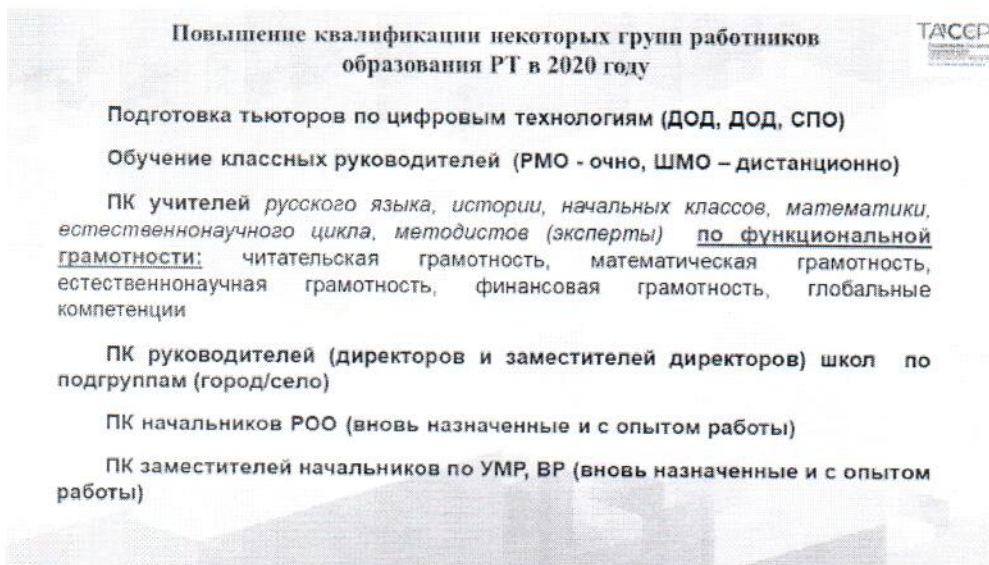 Повышение квалификации некоторых групп работников
образования РТ в 2020 году
ТАССР
Подготовка тьюторов по цифровым технологиям (ДОД, ДОД, СПО)
Обучение классных руководителей (РМО - очно, ШМО – дистанционно)
ПК учителей русского языка, истории, начальных классов, математики,
естественнонаучного цикла, методистов (эксперты) по функциональной
грамотности: читательская грамотность, математическая грамотность,
естественнонаучная грамотность, финансовая грамотность, глобальные
компетенции
ПК руководителей (директоров и заместителей директоров) школ по
подгруппам (город/село)
ПК начальников РОО (вновь назначенные и с опытом работы)
ПК заместителей начальников по УМР, ВР (вновь назначенные и с опытом
работы)